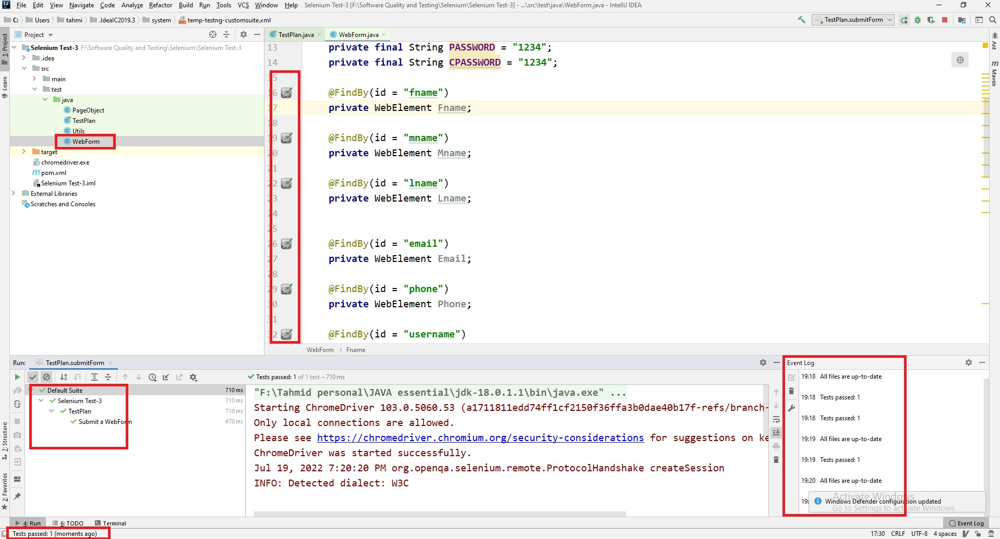 File Edit View Navigate Code Analyze Refactor Build Run Tools VCS Window Help Selenium Test-3 [F:\Software Quality and Testing\Selenium\Selenium Test-3] - ...\src\test\java\WebForm.java - IntelliJ IDEA
C: Users tahmi .IdeaIC2019.3 system temp-testng-customsuite.xml
TestPlan.submitForm
Project
TestPlan.java WebForm.java
1: Project
Learn
7: Structure
2: Favorites
Ant
Maven
Selenium Test-3 F:\Software Quality and Testing\Selenium\Selenium Test-3
.idea
src
main
test
java
PageObject
TestPlan
Utils
WebForm
target
chromedriver.exe
pom.xml
Selenium Test-3.iml
External Libraries
Scratches and Consoles
13 private final String PASSWORD = "1234";
14 private final String CPASSWORD = "1234";
15
16 @FindBy(id = "fname")
17 private WebElement Fname;
18
19 @FindBy(id = "mname")
20 private WebElement Mname;
21
22 @FindBy(id = "lname")
23 private WebElement Lname;
24
25
26 @FindBy(id = "email")
27 private WebElement Email;
28
29 @FindBy(id = "phone")
30 private WebElement Phone;
31
32 @FindBy(id = "username")
WebForm Fname
Run: TestPlan.submitForm
Tests passed: 1 of 1 test – 710 ms
Default Suite 710 ms
Selenium Test-3 710 ms
TestPlan 710 ms
Submit a WebForm 670 ms
"F:\Tahmid personal\JAVA essential\jdk-18.0.1.1\bin\java.exe" ...
Starting ChromeDriver 103.0.5060.53 (a1711811edd74ff1cf2150f36ffa3b0dae40b17f-refs/branch-
Only local connections are allowed.
Please see https://chromedriver.chromium.org/security-considerations for suggestions on ke
ChromeDriver was started successfully.
Jul 19, 2022 7:20:20 PM org.openqa.selenium.remote.ProtocolHandshake createSession
INFO: Detected dialect: W3C
Event Log
19:18 All files are up-to-date
19:18 Tests passed: 1
19:18 Tests passed: 1
19:19 All files are up-to-date
19:19 Tests passed: 1
19:20 All files are up-to-date
19:
Activate Windows
Windows Defender configuration updated
Go to Settings to activate Windows.
4: Run 6: TODO Terminal
Event Log
Tests passed: 1 (moments ago)
17:30 CRLF UTF-8 4 spaces